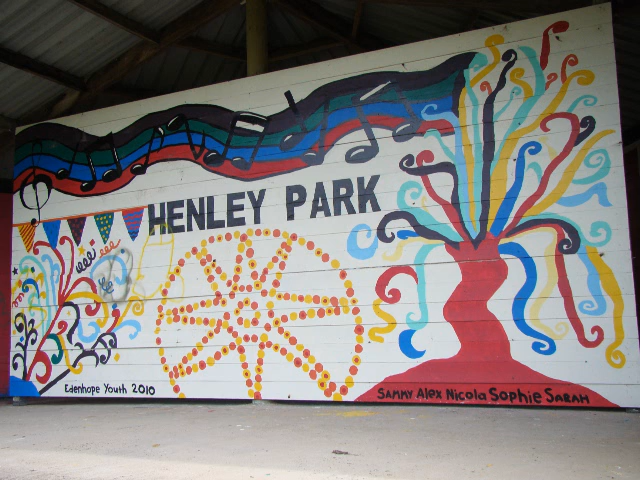 HENLEY PARK
Edenhope Youth 2010
Sammy Alex Nicola Sophie Sarah